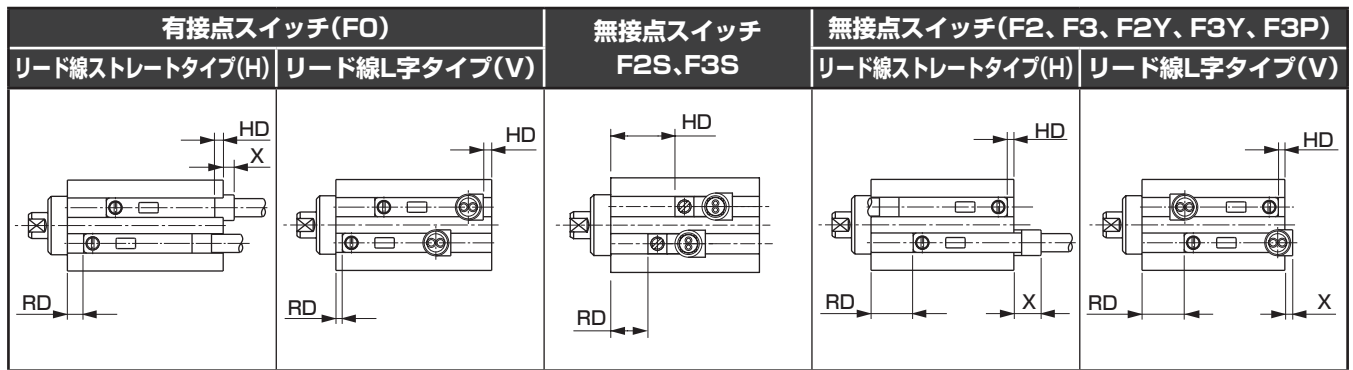 有接点スイッチ(F0)
無接点スイッチ
F2S、F3S
無接点スイッチ(F2、F3、F2Y、F3Y、F3P)
リード線ストレートタイプ(H)
リード線L字タイプ(V)
リード線ストレートタイプ(H)
リード線L字タイプ(V)
HD
X
RD
HD
RD
HD
RD
HD
RD
X
HD
RD
X